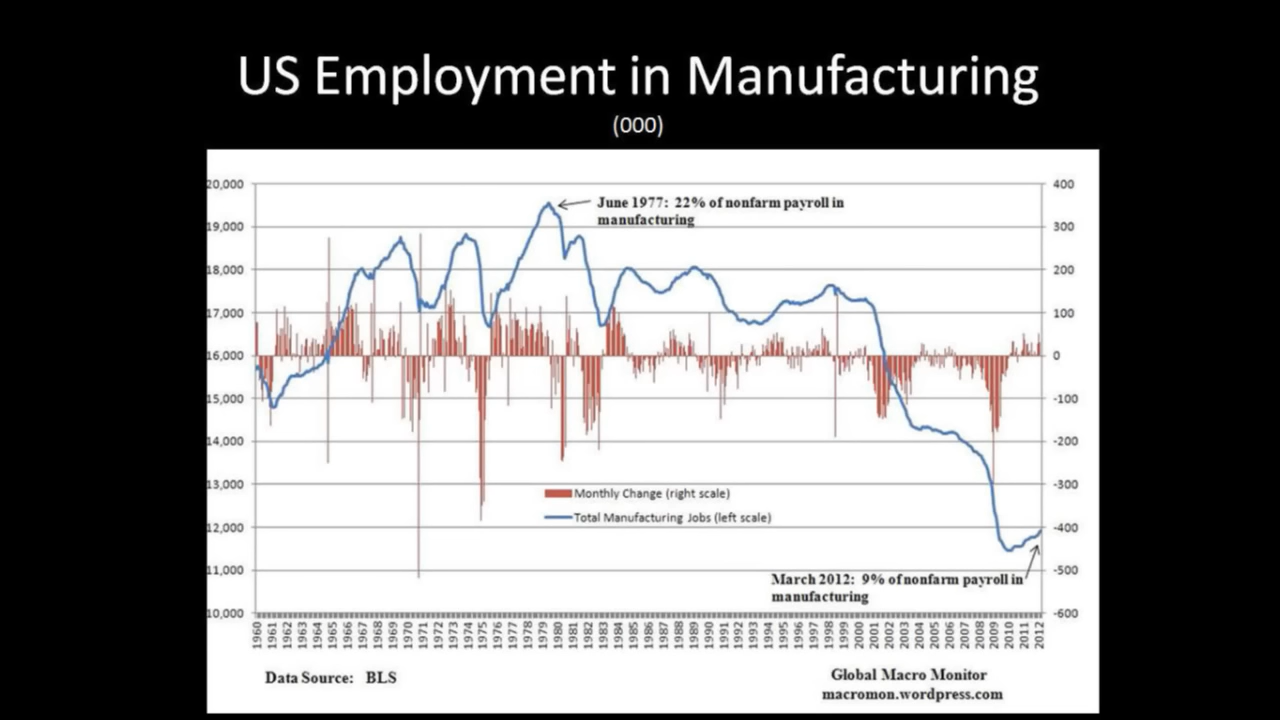 US Employment in Manufacturing
(000)
20,000
19,000
18,000
17,000
16,000
15,000
14,000
13,000
12,000
11,000
10,000
400
300
200
100
0
-100
-200
-300
-400
-500
-600
June 1977: 22% of nonfarm payroll in
manufacturing
Monthly Change (right scale)
Total Manufacturing Jobs (left scale)
March 2012: 9% of nonfarm payroll in
manufacturing
1960 1961 1962 1963 1964 1965 1966 1967 1968 1969 1970 1971 1972 1973 1974 1975 1976 1977 1978 1979 1980 1981 1982 1983 1984 1985 1986 1987 1988 1989 1990 1991 1992 1993 1994 1995 1996 1997 1998 1999 2000 2001 2002 2003 2004 2005 2006 2007 2008 2009 2010 2011 2012
Data Source: BLS
Global Macro Monitor
macromon.wordpress.com